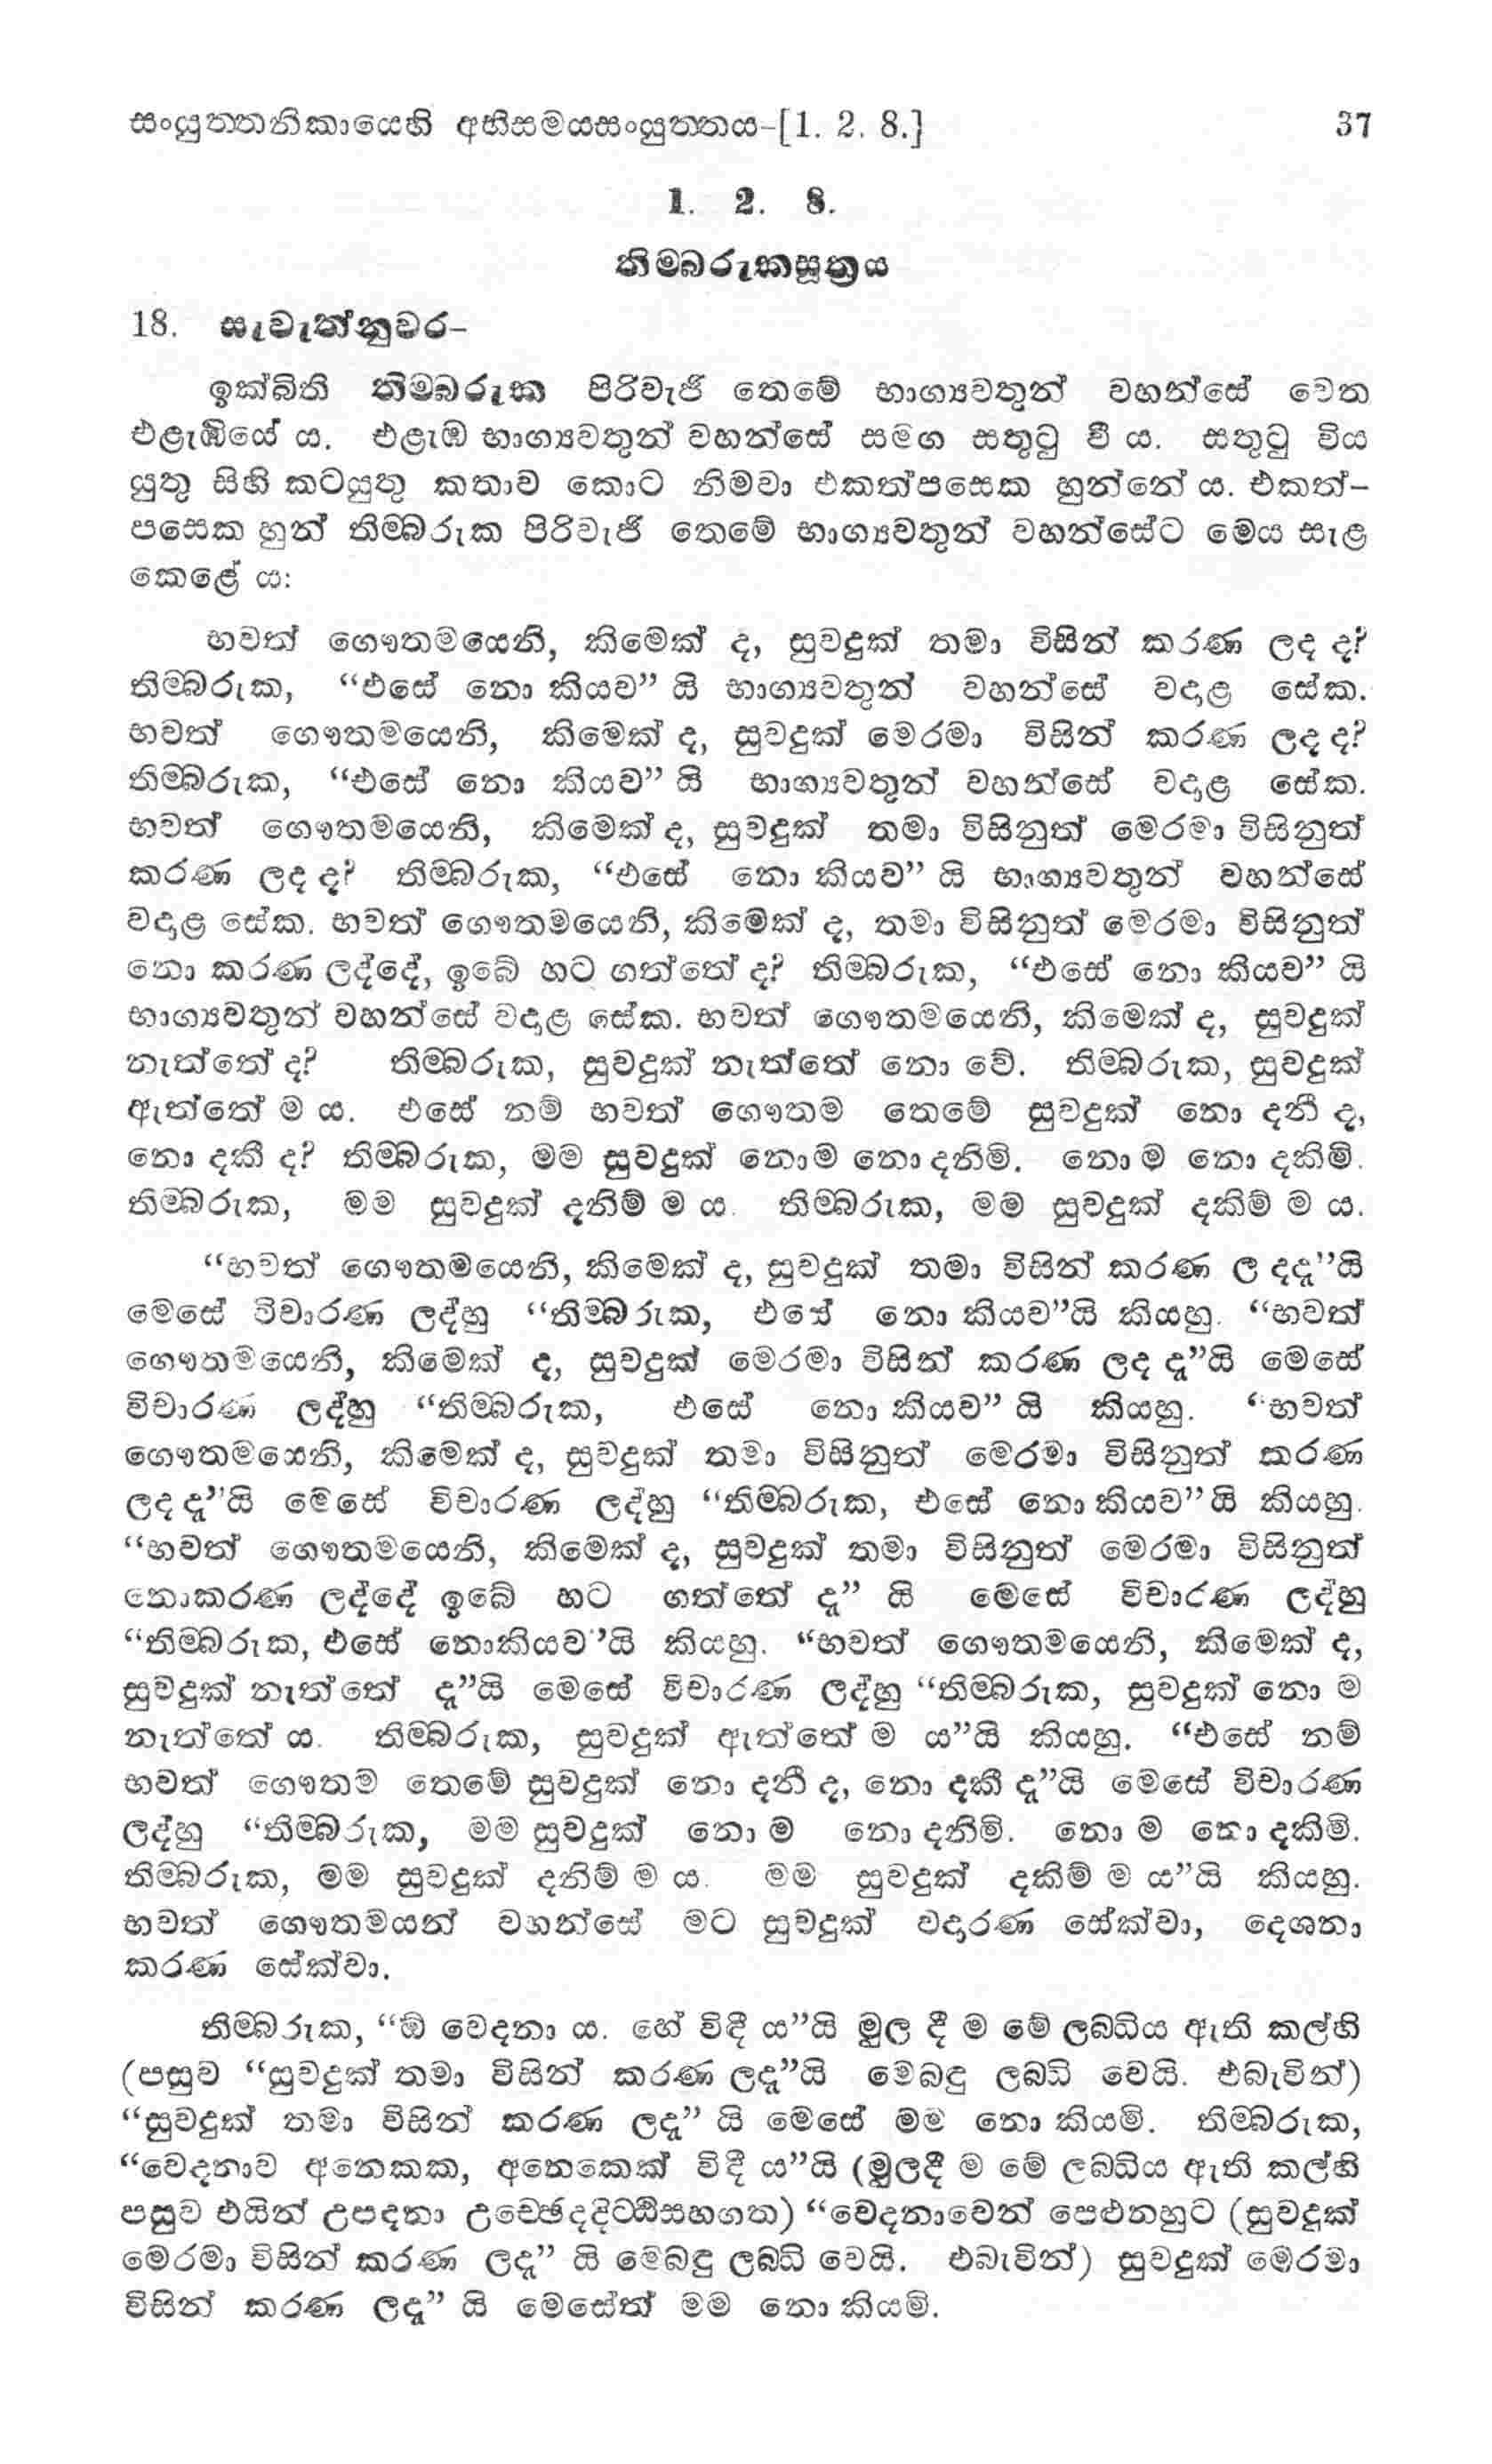 සංයුත්තනිකායෙහි අභිසමයසංයුත්තය-[1. 2. 8.] 37
1. 2. 8.
තිම්බරුකසූත්‍රය
18. සැවැත්නුවර-
ඉක්බිති තිම්බරුක පිරිවැජි තෙමේ භාග්‍යවතුන් වහන්සේ වෙත
එළැඹියේ ය. එළැඹ භාග්‍යවතුන් වහන්සේ සමග සතුටු වී ය. සතුටු විය
යුතු සිහි කටයුතු කතාව කොට නිමවා එකත්පසෙක හුන්නේ ය. එකත්-
පසෙක හුන් තිම්බරුක පිරිවැජි තෙමේ භාග්‍යවතුන් වහන්සේට මෙය සැළ
කෙළේ ය:
භවත් ගෞතමයෙනි, කිමෙක් ද, සුවදුක් තමා විසින් කරණ ලද ද?
තිම්බරුක, “එසේ නො කියව” යි භාග්‍යවතුන් වහන්සේ වදාළ සේක.
භවත් ගෞතමයෙනි, කිමෙක් ද, සුවදුක් මෙරමා විසින් කරණ ලද ද?
තිම්බරුක, “එසේ නො කියව” යි භාග්‍යවතුන් වහන්සේ වදාළ සේක.
භවත් ගෞතමයෙනි, කිමෙක් ද, සුවදුක් තමා විසිනුත් මෙරමා විසිනුත්
කරණ ලද ද? තිම්බරුක, “එසේ නො කියව” යි භාග්‍යවතුන් වහන්සේ
වදාළ සේක. භවත් ගෞතමයෙනි, කිමෙක් ද, තමා විසිනුත් මෙරමා විසිනුත්
නො කරණ ලද්දේ, ඉබේ හට ගත්තේ ද? තිම්බරුක, “එසේ නො කියව” යි
භාග්‍යවතුන් වහන්සේ වදාළ සේක. භවත් ගෞතමයෙනි, කිමෙක් ද, සුවදුක්
නැත්තේ ද? තිම්බරුක, සුවදුක් නැත්තේ නො වේ. තිම්බරුක, සුවදුක්
ඇත්තේ ම ය. එසේ නම් භවත් ගෞතම තෙමේ සුවදුක් නො දනී ද,
නො දකී ද? තිම්බරුක, මම සුවදුක් නොම නො දනිමි. නො ම නො දකිමි.
තිම්බරුක, මම සුවදුක් දනිම් ම ය. තිම්බරුක, මම සුවදුක් දකිම් ම ය.
“භවත් ගෞතමයෙනි, කිමෙක් ද, සුවදුක් තමා විසින් කරණ ල දදැ”යි
මෙසේ විචාරණ ලද්හු “තිම්බරුක, එසේ නො කියව”යි කියහු. “භවත්
ගෞතමයෙනි, කිමෙක් ද, සුවදුක් මෙරමා විසින් කරණ ලද දැ”යි මෙසේ
විචාරණ ලද්හු “තිම්බරුක, එසේ නො කියව” යි කියහු. “භවත්
ගෞතමයෙනි, කිමෙක් ද, සුවදුක් තමා විසිනුත් මෙරමා විසිනුත් කරණ
ලද දැ”යි මෙසේ විචාරණ ලද්හු “තිම්බරුක, එසේ නො කියව”යි කියහු.
“භවත් ගෞතමයෙනි, කිමෙක් ද, සුවදුක් තමා විසිනුත් මෙරමා විසිනුත්
නොකරණ ලද්දේ ඉබේ හට ගත්තේ දැ” යි මෙසේ විචාරණ ලද්හු
“තිම්බරුක, එසේ නොකියව”යි කියහු. “භවත් ගෞතමයෙනි, කිමෙක් ද,
සුවදුක් නැත්තේ දැ”යි මෙසේ විචාරණ ලද්හු “තිම්බරුක, සුවදුක් නො ම
නැත්තේ ය. තිම්බරුක, සුවදුක් ඇත්තේ ම ය”යි කියහු. “එසේ නම්
භවත් ගෞතම තෙමේ සුවදුක් නො දනී ද, නො දකී දැ”යි මෙසේ විචාරණ
ලද්හු “තිම්බරුක, මම සුවදුක් නො ම නො දනිමි. නො ම නො දකිමි.
තිම්බරුක, මම සුවදුක් දනිම් ම ය. මම සුවදුක් දකිම් ම ය”යි කියහු.
භවත් ගෞතමයන් වහන්සේ මට සුවදුක් වදාරණ සේක්වා, දෙශනා
කරණ සේක්වා.
තිම්බරුක, “ඕ වෙදනා ය. හේ විඳී ය”යි මුල දී ම මේ ලබ්ධිය ඇති කල්හි
(පසුව “සුවදුක් තමා විසින් කරණ ලදැ”යි මෙබඳු ලබ්ධි වෙයි. එබැවින්)
“සුවදුක් තමා විසින් කරණ ලදැ” යි මෙසේ මම නො කියමි. තිම්බරුක,
“වෙදනාව අනෙකක, අනෙකෙක් විඳී ය”යි (මුලදී ම මේ ලබ්ධිය ඇති කල්හි
පසුව එයින් උපදනා උච්ඡෙදදිට්ඨිසහගත) “වෙදනාවෙන් පෙළුනහුට (සුවදුක්
මෙරමා විසින් කරණ ලදැ” යි මෙබඳු ලබ්ධි වෙයි. එබැවින්) සුවදුක් මෙරමා
විසින් කරණ ලදැ” යි මෙසේත් මම නො කියමි.